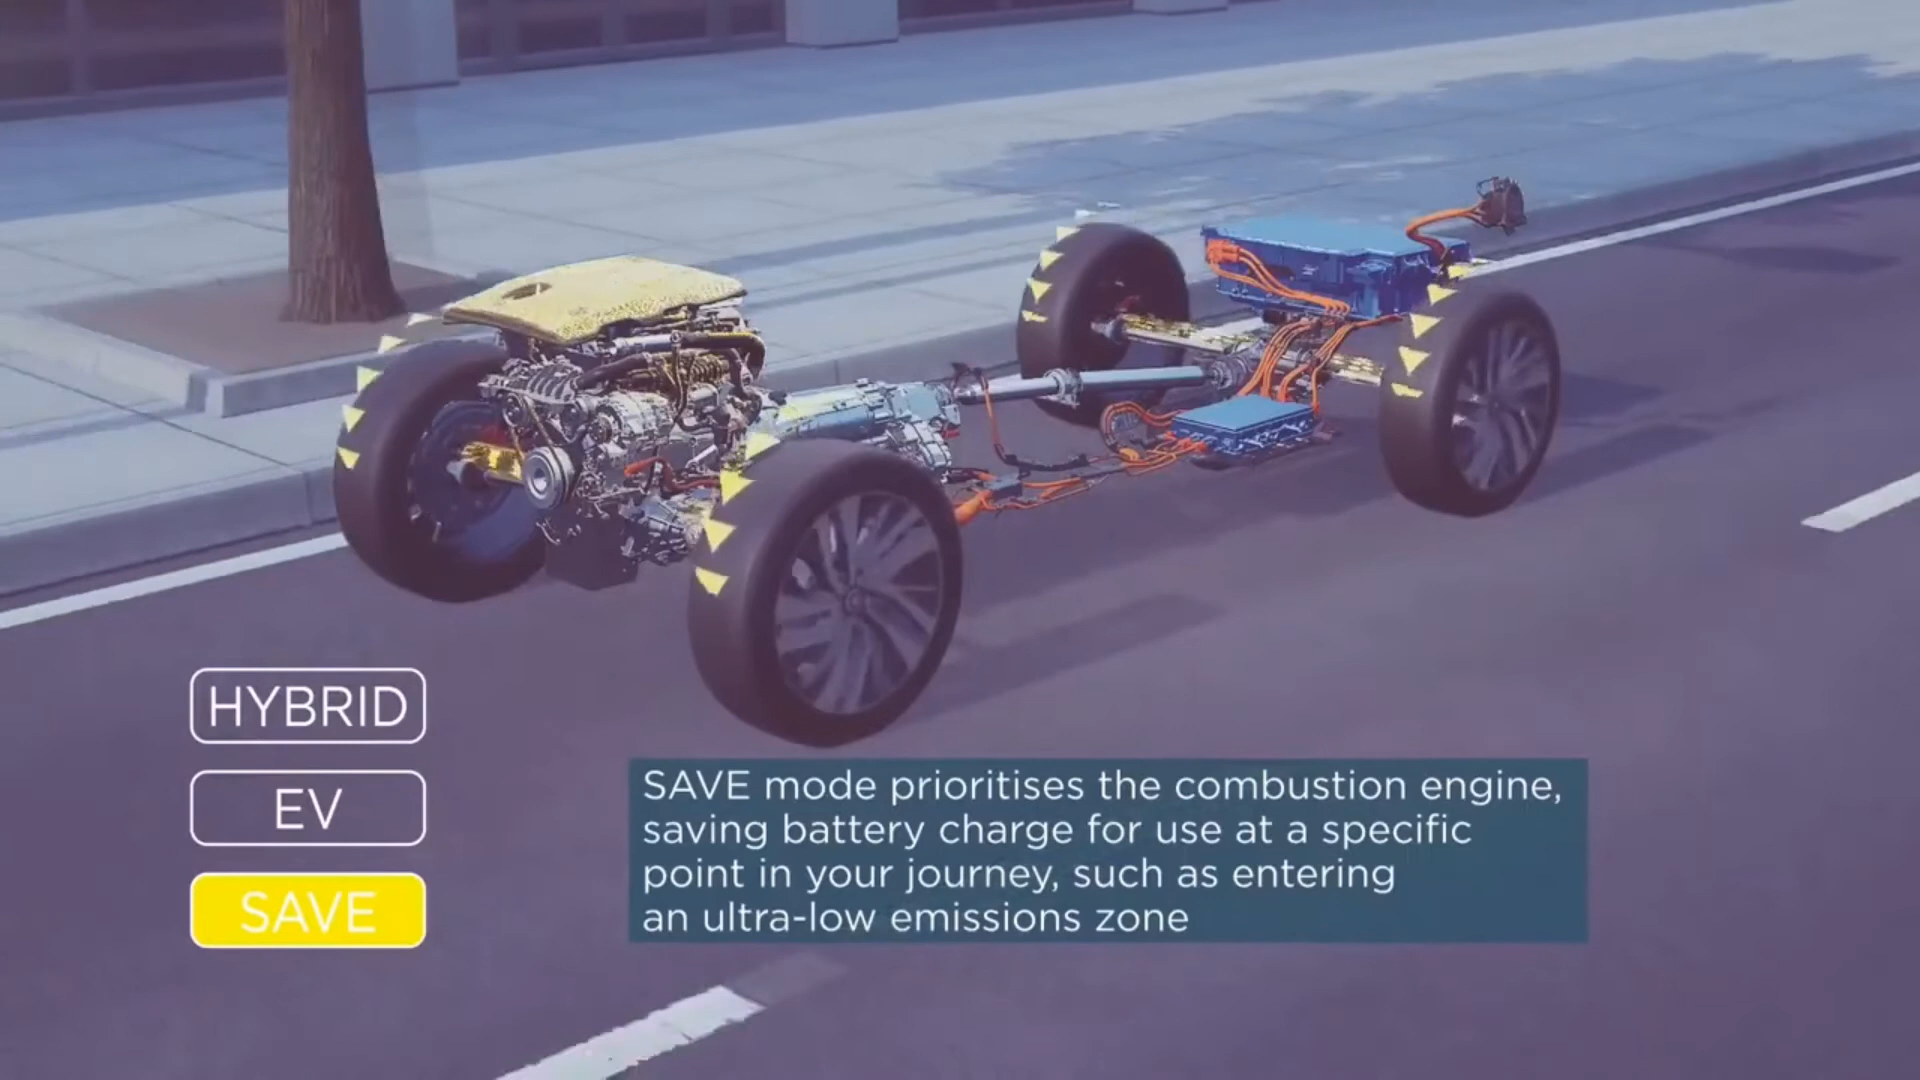 HYBRID
EV
SAVE
SAVE mode prioritises the combustion engine,
saving battery charge for use at a specific
point in your journey, such as entering
an ultra-low emissions zone